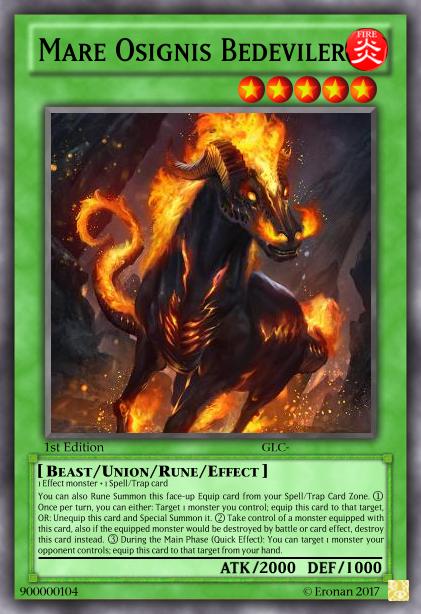 MARE OSIGNIS BEDEVILER
FIRE
炎
1st Edition GLC-
[ BEAST/UNION/RUNE/EFFECT ]
1 Effect monster + 1 Spell/Trap card
You can also Rune Summon this face-up Equip card from your Spell/Trap Card Zone. ①
Once per turn, you can either: Target 1 monster you control; equip this card to that target,
OR: Unequip this card and Special Summon it. ② Take control of a monster equipped with
this card, also if the equipped monster would be destroyed by battle or card effect, destroy
this card instead. ③ During the Main Phase (Quick Effect): You can target 1 monster your
opponent controls; equip this card to that target from your hand.
ATK/2000 DEF/1000
900000104 © Eronan 2017